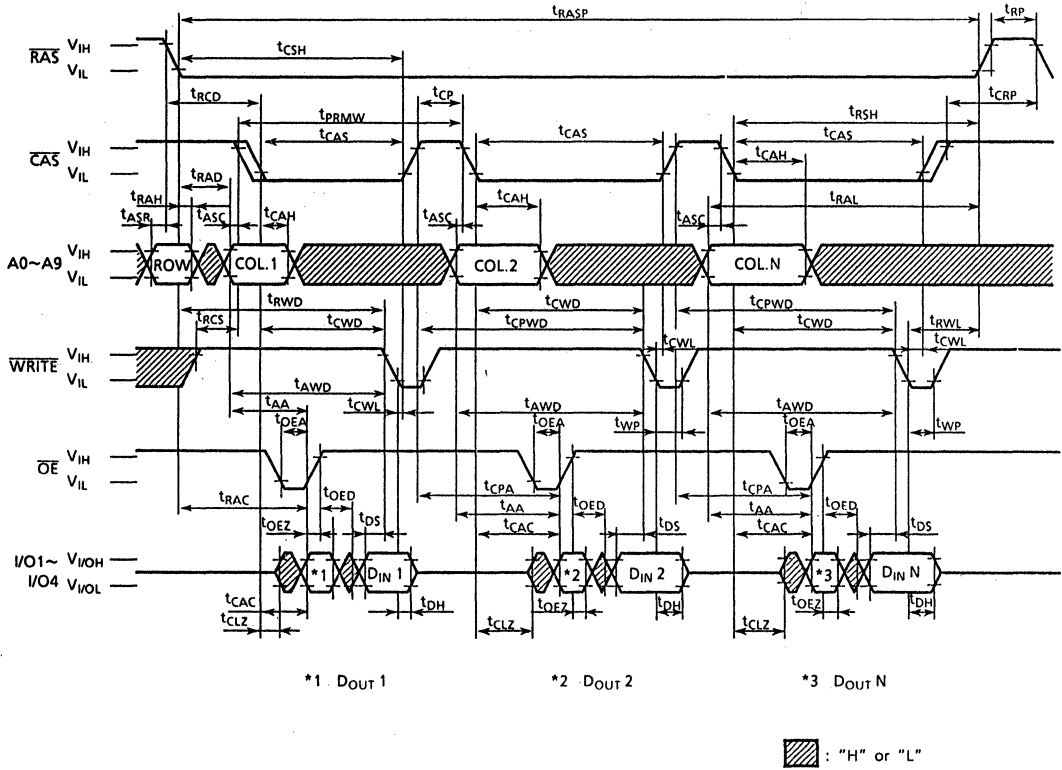 tRASP
tRP
RAS
VIH
VIL
tCSH
tRCD
tCP
tCRP
tPRMW
tRSH
CAS
VIH
VIL
tCAS
tCAS
tCAS
tCAH
tRAD
tRAH
tRAL
tASR
tASC
tCAH
tASC
tCAH
tASC
A0~A9
VIH
VIL
ROW
COL.1
COL.2
COL.N
tRWD
tCWD
tCPWD
tRCS
tCWD
tCPWD
tCWD
tRWL
tCWL
tCWL
WRITE
VIH
VIL
tAWD
tAA
tCWL
tAWD
tAWD
tOEA
tOEA
tWP
tOEA
tWP
OE
VIH
VIL
tRAC
tCPA
tOED
tCPA
tOED
tOEZ
tOED
tDS
tAA
tCAC
tDS
tAA
tCAC
tDS
I/O1~
I/O4
VI/OH
VI/OL
*1
DIN 1
*2
DIN 2
*3
DIN N
tCAC
tCLZ
tDH
tOEZ
tDH
tCLZ
tOEZ
tDH
tCLZ
*1 DOUT 1
*2 DOUT 2
*3 DOUT N
: "H" or "L"